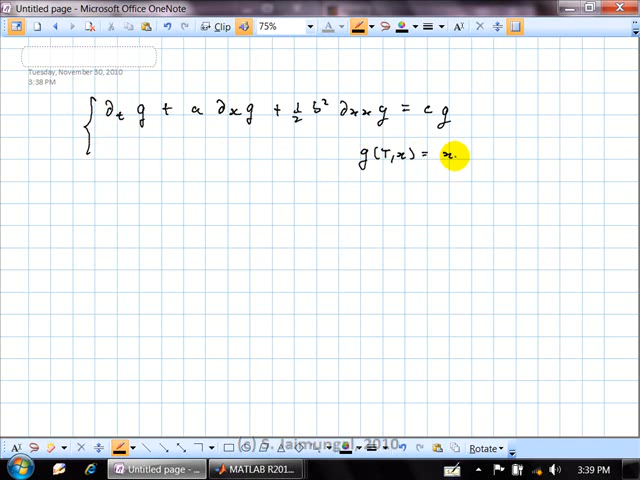 Untitled page - Microsoft Office OneNote
75%
Clip
Tuesday, November 30, 2010
3:38 PM
∂t g + a ∂x g + 1/2 b² ∂xx g = c g
g(T,x) = x
(c) S. Jaimungal, 2010
Rotate
Untitled page - Micr...
MATLAB R201...
3:39 PM